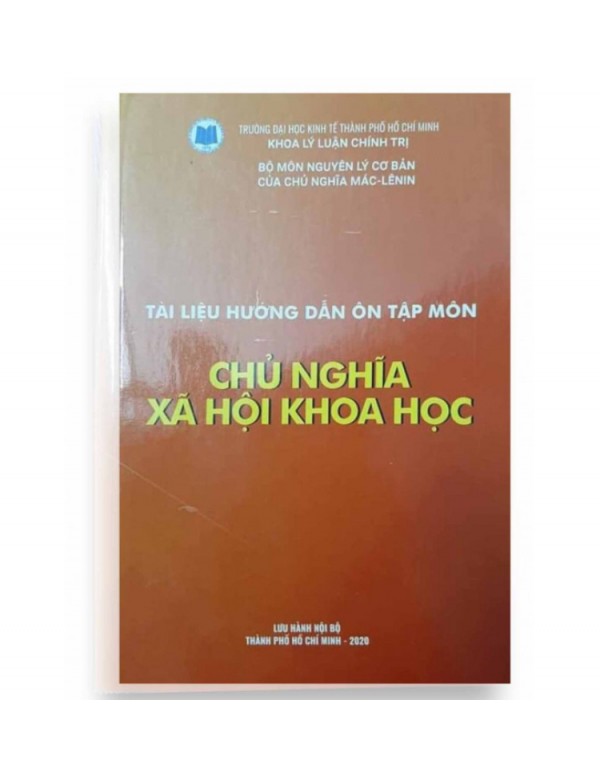 TRƯỜNG ĐẠI HỌC KINH TẾ THÀNH PHỐ HỒ CHÍ MINH
KHOA LÝ LUẬN CHÍNH TRỊ
BỘ MÔN NGUYÊN LÝ CƠ BẢN
CỦA CHỦ NGHĨA MÁC-LÊNIN
TÀI LIỆU HƯỚNG DẪN ÔN TẬP MÔN
CHỦ NGHĨA
XÃ HỘI KHOA HỌC
LƯU HÀNH NỘI BỘ
THÀNH PHỐ HỒ CHÍ MINH - 2020